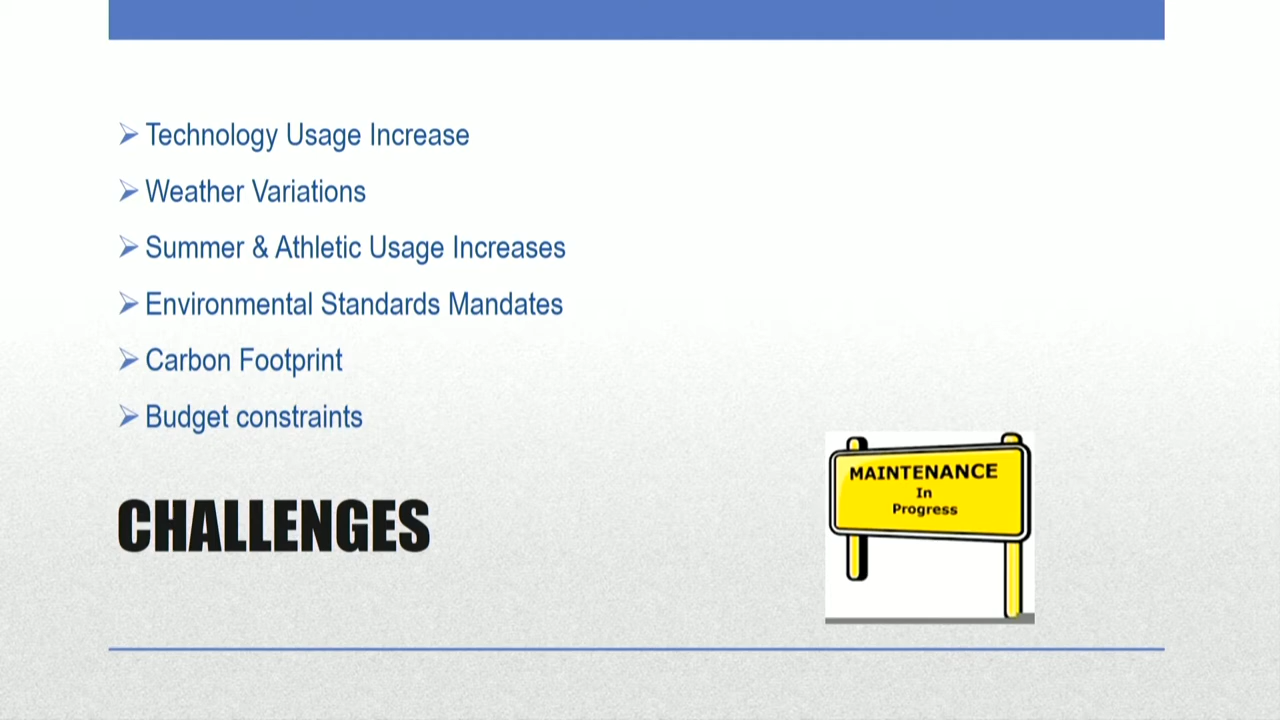 Technology Usage Increase
Weather Variations
Summer & Athletic Usage Increases
Environmental Standards Mandates
Carbon Footprint
Budget constraints
CHALLENGES
MAINTENANCE
In
Progress